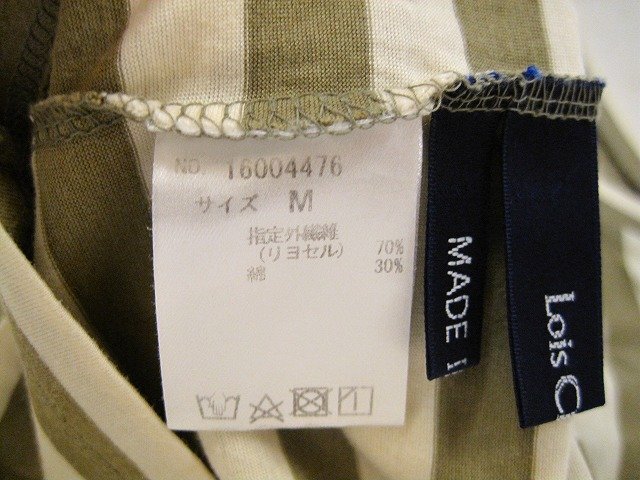 NO. 16004476
サイズ M
指定外繊維
(リヨセル) 70%
綿 30%
MADE I
Lois C